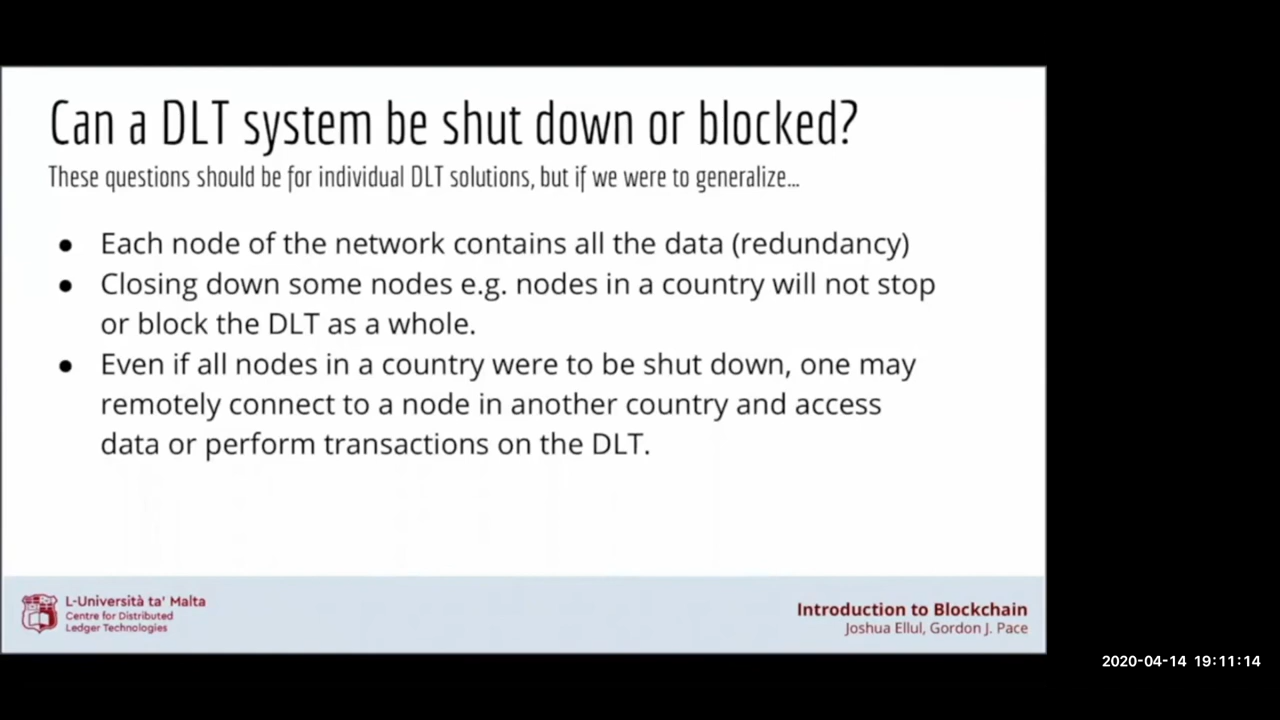 Can a DLT system be shut down or blocked?
These questions should be for individual DLT solutions, but if we were to generalize...
● Each node of the network contains all the data (redundancy)
● Closing down some nodes e.g. nodes in a country will not stop
or block the DLT as a whole.
● Even if all nodes in a country were to be shut down, one may
remotely connect to a node in another country and access
data or perform transactions on the DLT.
L-Università ta' Malta
Centre for Distributed
Ledger Technologies
Introduction to Blockchain
Joshua Ellul, Gordon J. Pace
2020-04-14 19:11:14